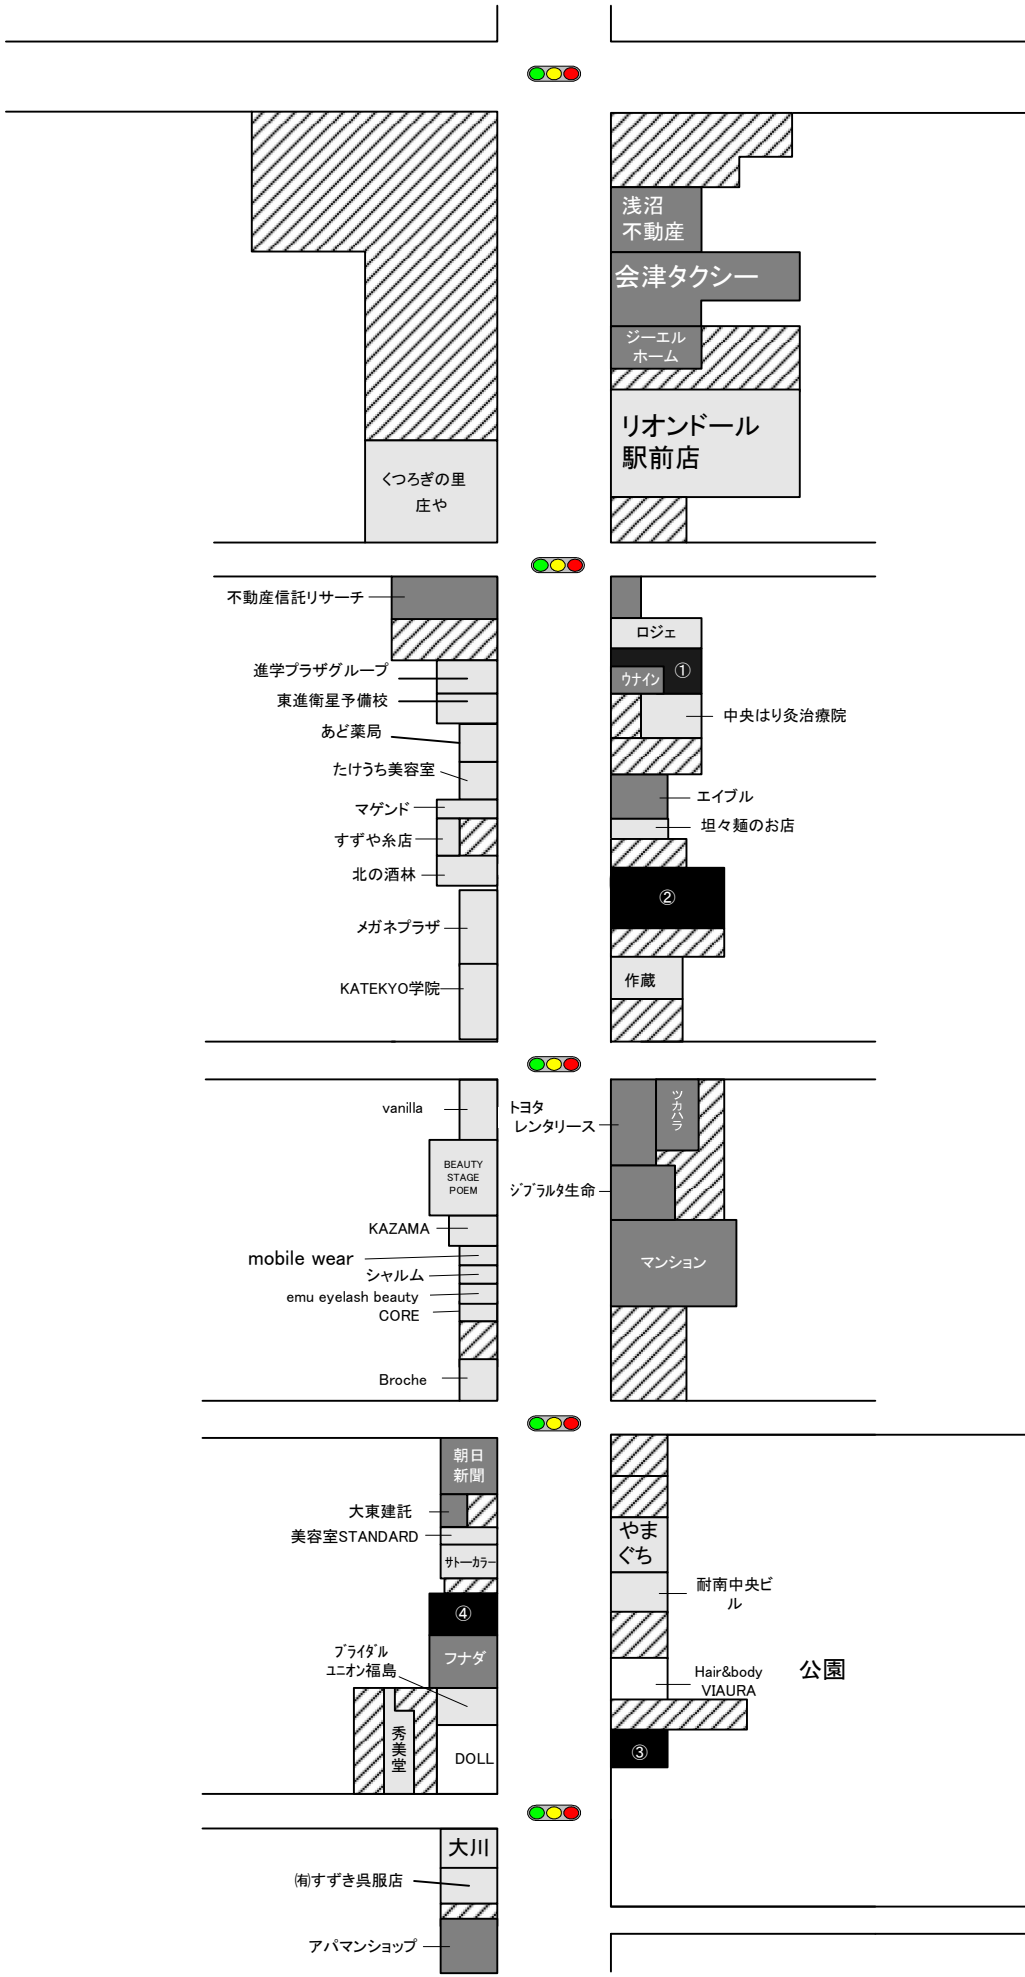 浅沼
不動産
会津タクシー
ジーエル
ホーム
リオンドール
駅前店
くつろぎの里
庄や
不動産信託リサーチ
進学プラザグループ
東進衛星予備校
あど薬局
たけうち美容室
マゲンド
すずや糸店
北の酒林
メガネプラザ
KATEKYO学院
ロジェ
①
ウナイン
中央はり灸治療院
エイブル
坦々麺のお店
②
作蔵
vanilla
BEAUTY
STAGE
POEM
KAZAMA
mobile wear
シャルム
emu eyelash beauty
CORE
Broche
トヨタ
レンタリース
ツカハラ
ジブラルタ生命
マンション
朝日
新聞
大東建託
美容室STANDARD
サトーカラー
④
フナダ
ブライダル
ユニオン福島
秀美堂
DOLL
やま
ぐち
耐南中央ビ
ル
Hair&body
VIAURA
公園
③
大川
㈲すずき呉服店
アパマンショップ